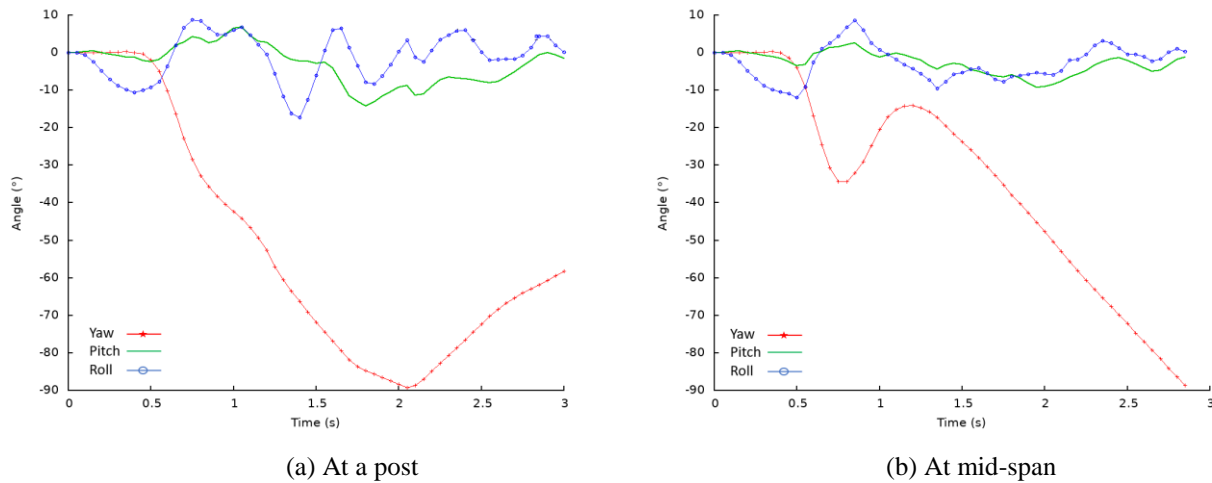 10
0
-10
-20
-30
-40
-50
-60
-70
-80
-90
Angle (°)
Yaw
Pitch
Roll
0 0.5 1 1.5 2 2.5 3
Time (s)
(a) At a post
10
0
-10
-20
-30
-40
-50
-60
-70
-80
-90
Angle (°)
Yaw
Pitch
Roll
0 0.5 1 1.5 2 2.5 3
Time (s)
(b) At mid-span